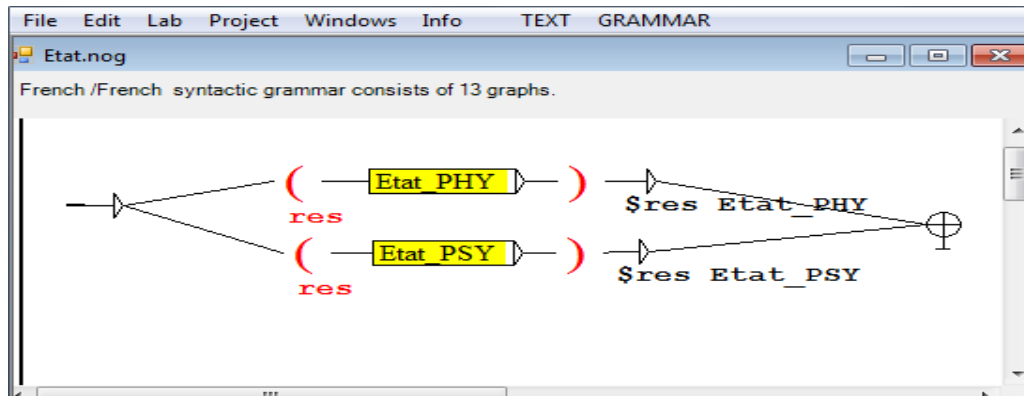 File Edit Lab Project Windows Info TEXT GRAMMAR
Etat.nog
French /French syntactic grammar consists of 13 graphs.
( Etat_PHY )
res
$res Etat_PHY
( Etat_PSY )
res
$res Etat_PSY